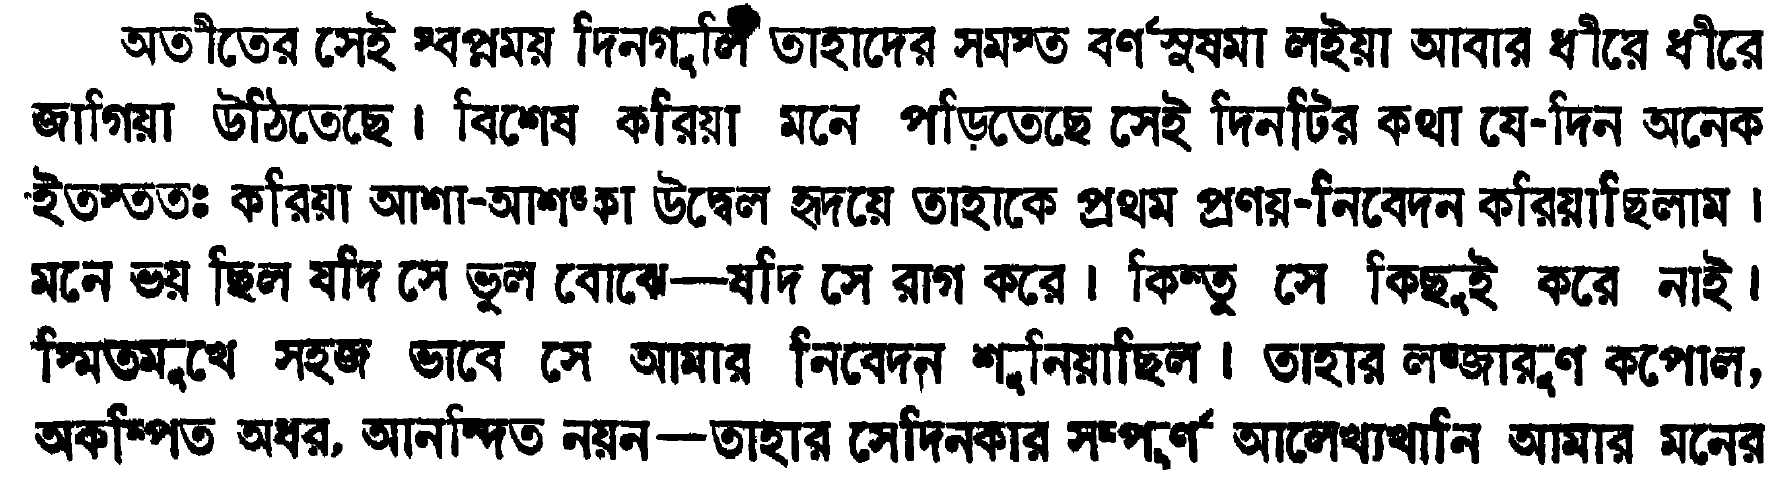 অতীতের সেই স্বপ্নময় দিনগুলি তাহাদের সমস্ত বর্ণসুষমা লইয়া আবার ধীরে ধীরে
জাগিয়া উঠিতেছে। বিশেষ করিয়া মনে পড়িতেছে সেই দিনটির কথা যে-দিন অনেক
ইতস্ততঃ করিয়া আশা-আশঙ্কা উদ্বেল হৃদয়ে তাহাকে প্রথম প্রণয়-নিবেদন করিয়াছিলাম।
মনে ভয় ছিল যদি সে ভুল বোঝে—যদি সে রাগ করে। কিন্তু সে কিছুই করে নাই।
স্মিতমুখে সহজ ভাবে সে আমার নিবেদন শুনিয়াছিল। তাহার লজ্জারুণ কপোল,
অকম্পিত অধর, আনন্দিত নয়ন—তাহার সেদিনকার সম্পূর্ণ আলেখ্যখানি আমার মনের